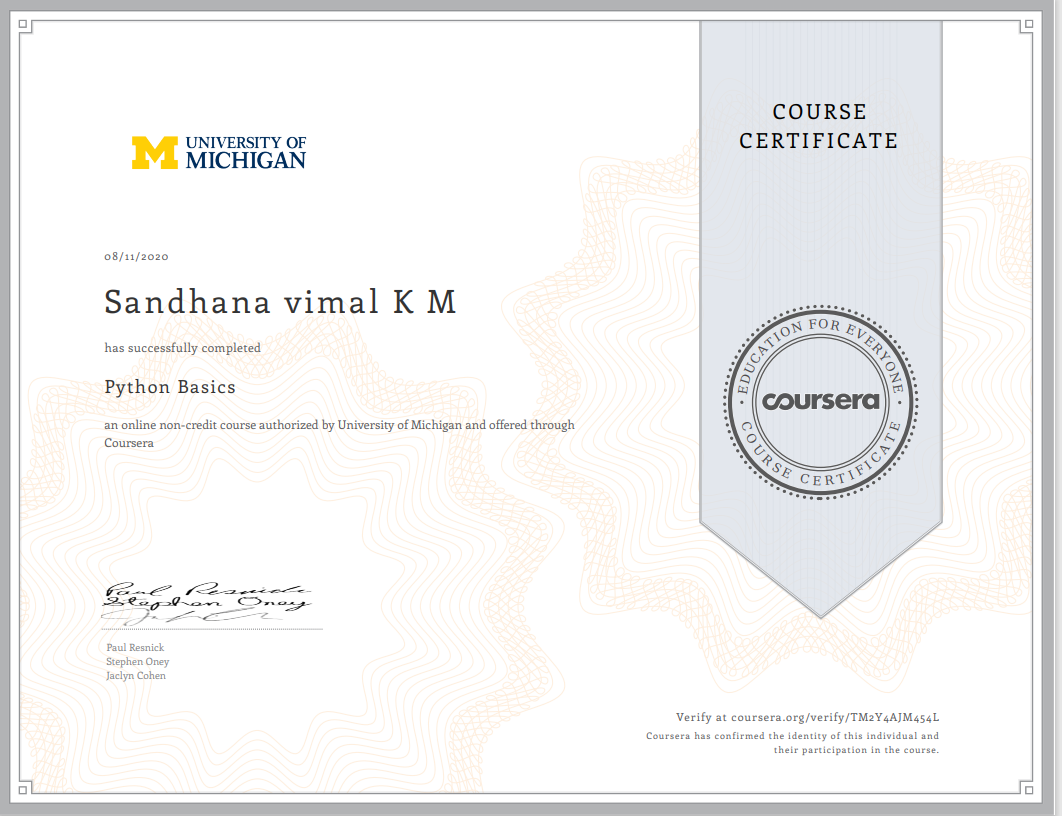 COURSE
CERTIFICATE
UNIVERSITY OF
MICHIGAN
08/11/2020
Sandhana vimal K M
has successfully completed
Python Basics
an online non-credit course authorized by University of Michigan and offered through
Coursera
EDUCATION FOR EVERYONE
coursera
COURSE CERTIFICATE
Paul Resnick
Stephen Oney
Paul Resnick
Stephen Oney
Jaclyn Cohen
Verify at coursera.org/verify/TM2Y4AJM454L
Coursera has confirmed the identity of this individual and
their participation in the course.